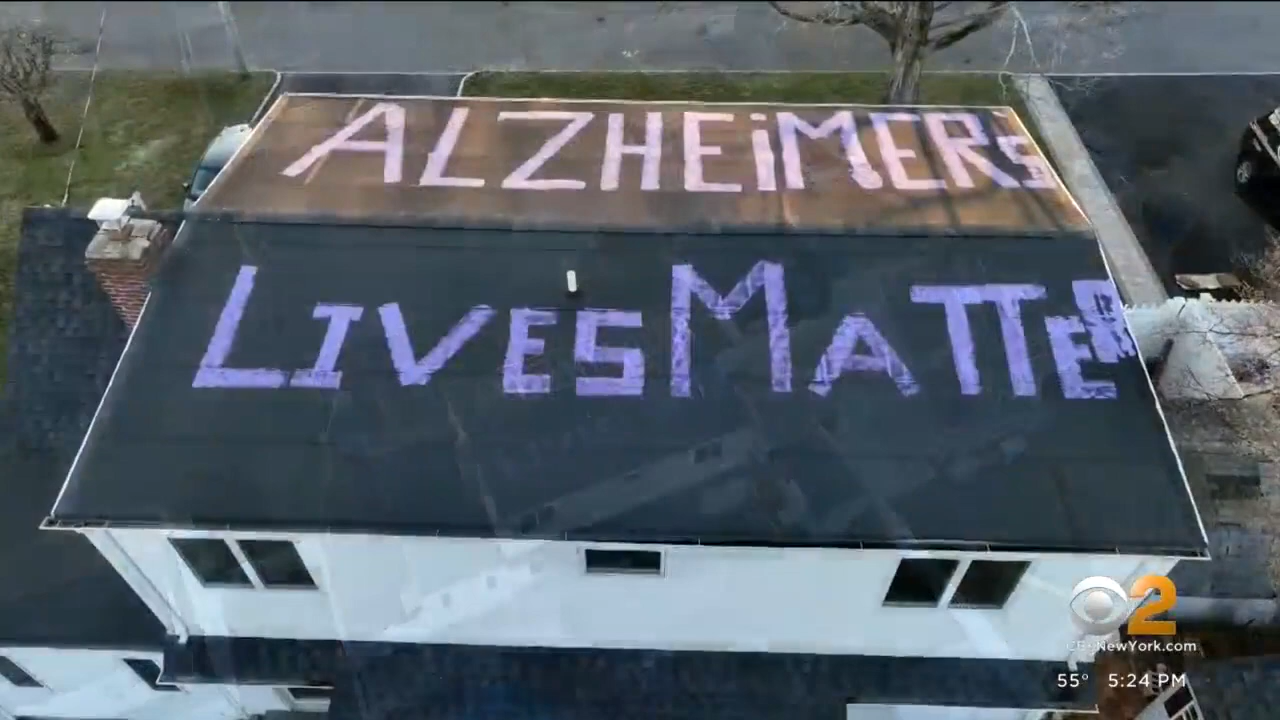 ALZHEiMERS
LIVES MATTER
2
CBSNewYork.com
55° 5:24 PM